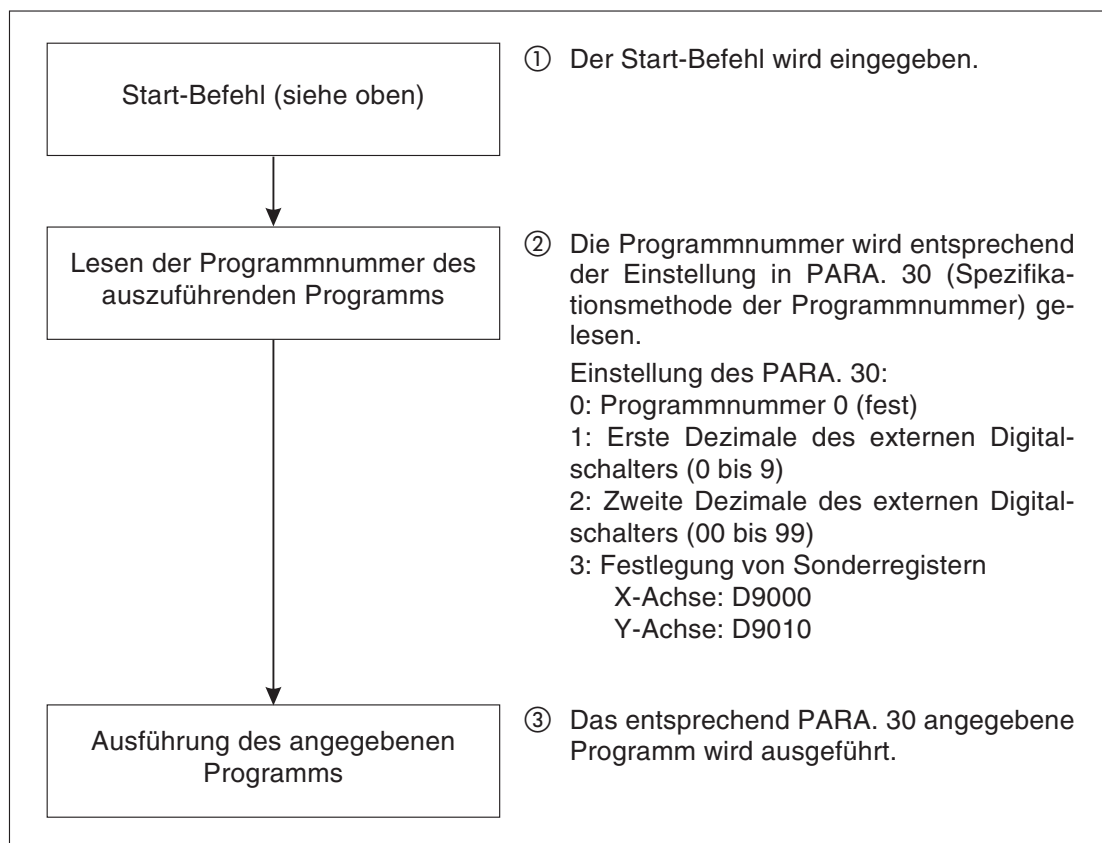 Start-Befehl (siehe oben)
① Der Start-Befehl wird eingegeben.
Lesen der Programmnummer des
auszuführenden Programms
② Die Programmnummer wird entsprechend
der Einstellung in PARA. 30 (Spezifika-
tionsmethode der Programmnummer) ge-
lesen.
Einstellung des PARA. 30:
0: Programmnummer 0 (fest)
1: Erste Dezimale des externen Digital-
schalters (0 bis 9)
2: Zweite Dezimale des externen Digital-
schalters (00 bis 99)
3: Festlegung von Sonderregistern
X-Achse: D9000
Y-Achse: D9010
Ausführung des angegebenen
Programms
③ Das entsprechend PARA. 30 angegebene
Programm wird ausgeführt.